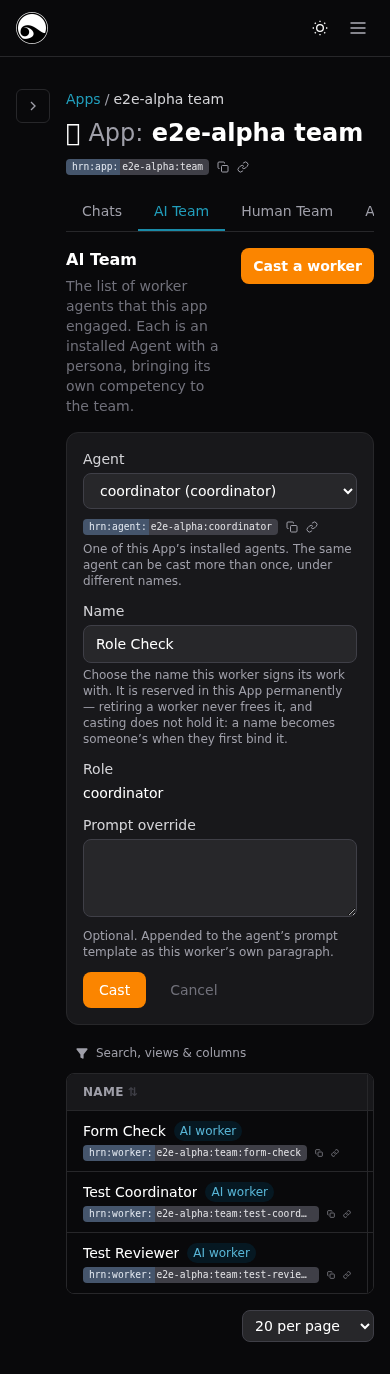 Apps / e2e-alpha team
App: e2e-alpha team
hrn:app: e2e-alpha:team
Chats AI Team Human Team A
AI Team
Cast a worker
The list of worker
agents that this app
engaged. Each is an
installed Agent with a
persona, bringing its
own competency to
the team.
Agent
coordinator (coordinator)
hrn:agent: e2e-alpha:coordinator
One of this App’s installed agents. The same
agent can be cast more than once, under
different names.
Name
Role Check
Choose the name this worker signs its work
with. It is reserved in this App permanently
— retiring a worker never frees it, and
casting does not hold it: a name becomes
someone’s when they first bind it.
Role
coordinator
Prompt override
Optional. Appended to the agent’s prompt
template as this worker’s own paragraph.
Cast Cancel
Search, views & columns
NAME
Form Check AI worker
hrn:worker: e2e-alpha:team:form-check
Test Coordinator AI worker
hrn:worker: e2e-alpha:team:test-coord…
Test Reviewer AI worker
hrn:worker: e2e-alpha:team:test-revie…
20 per page